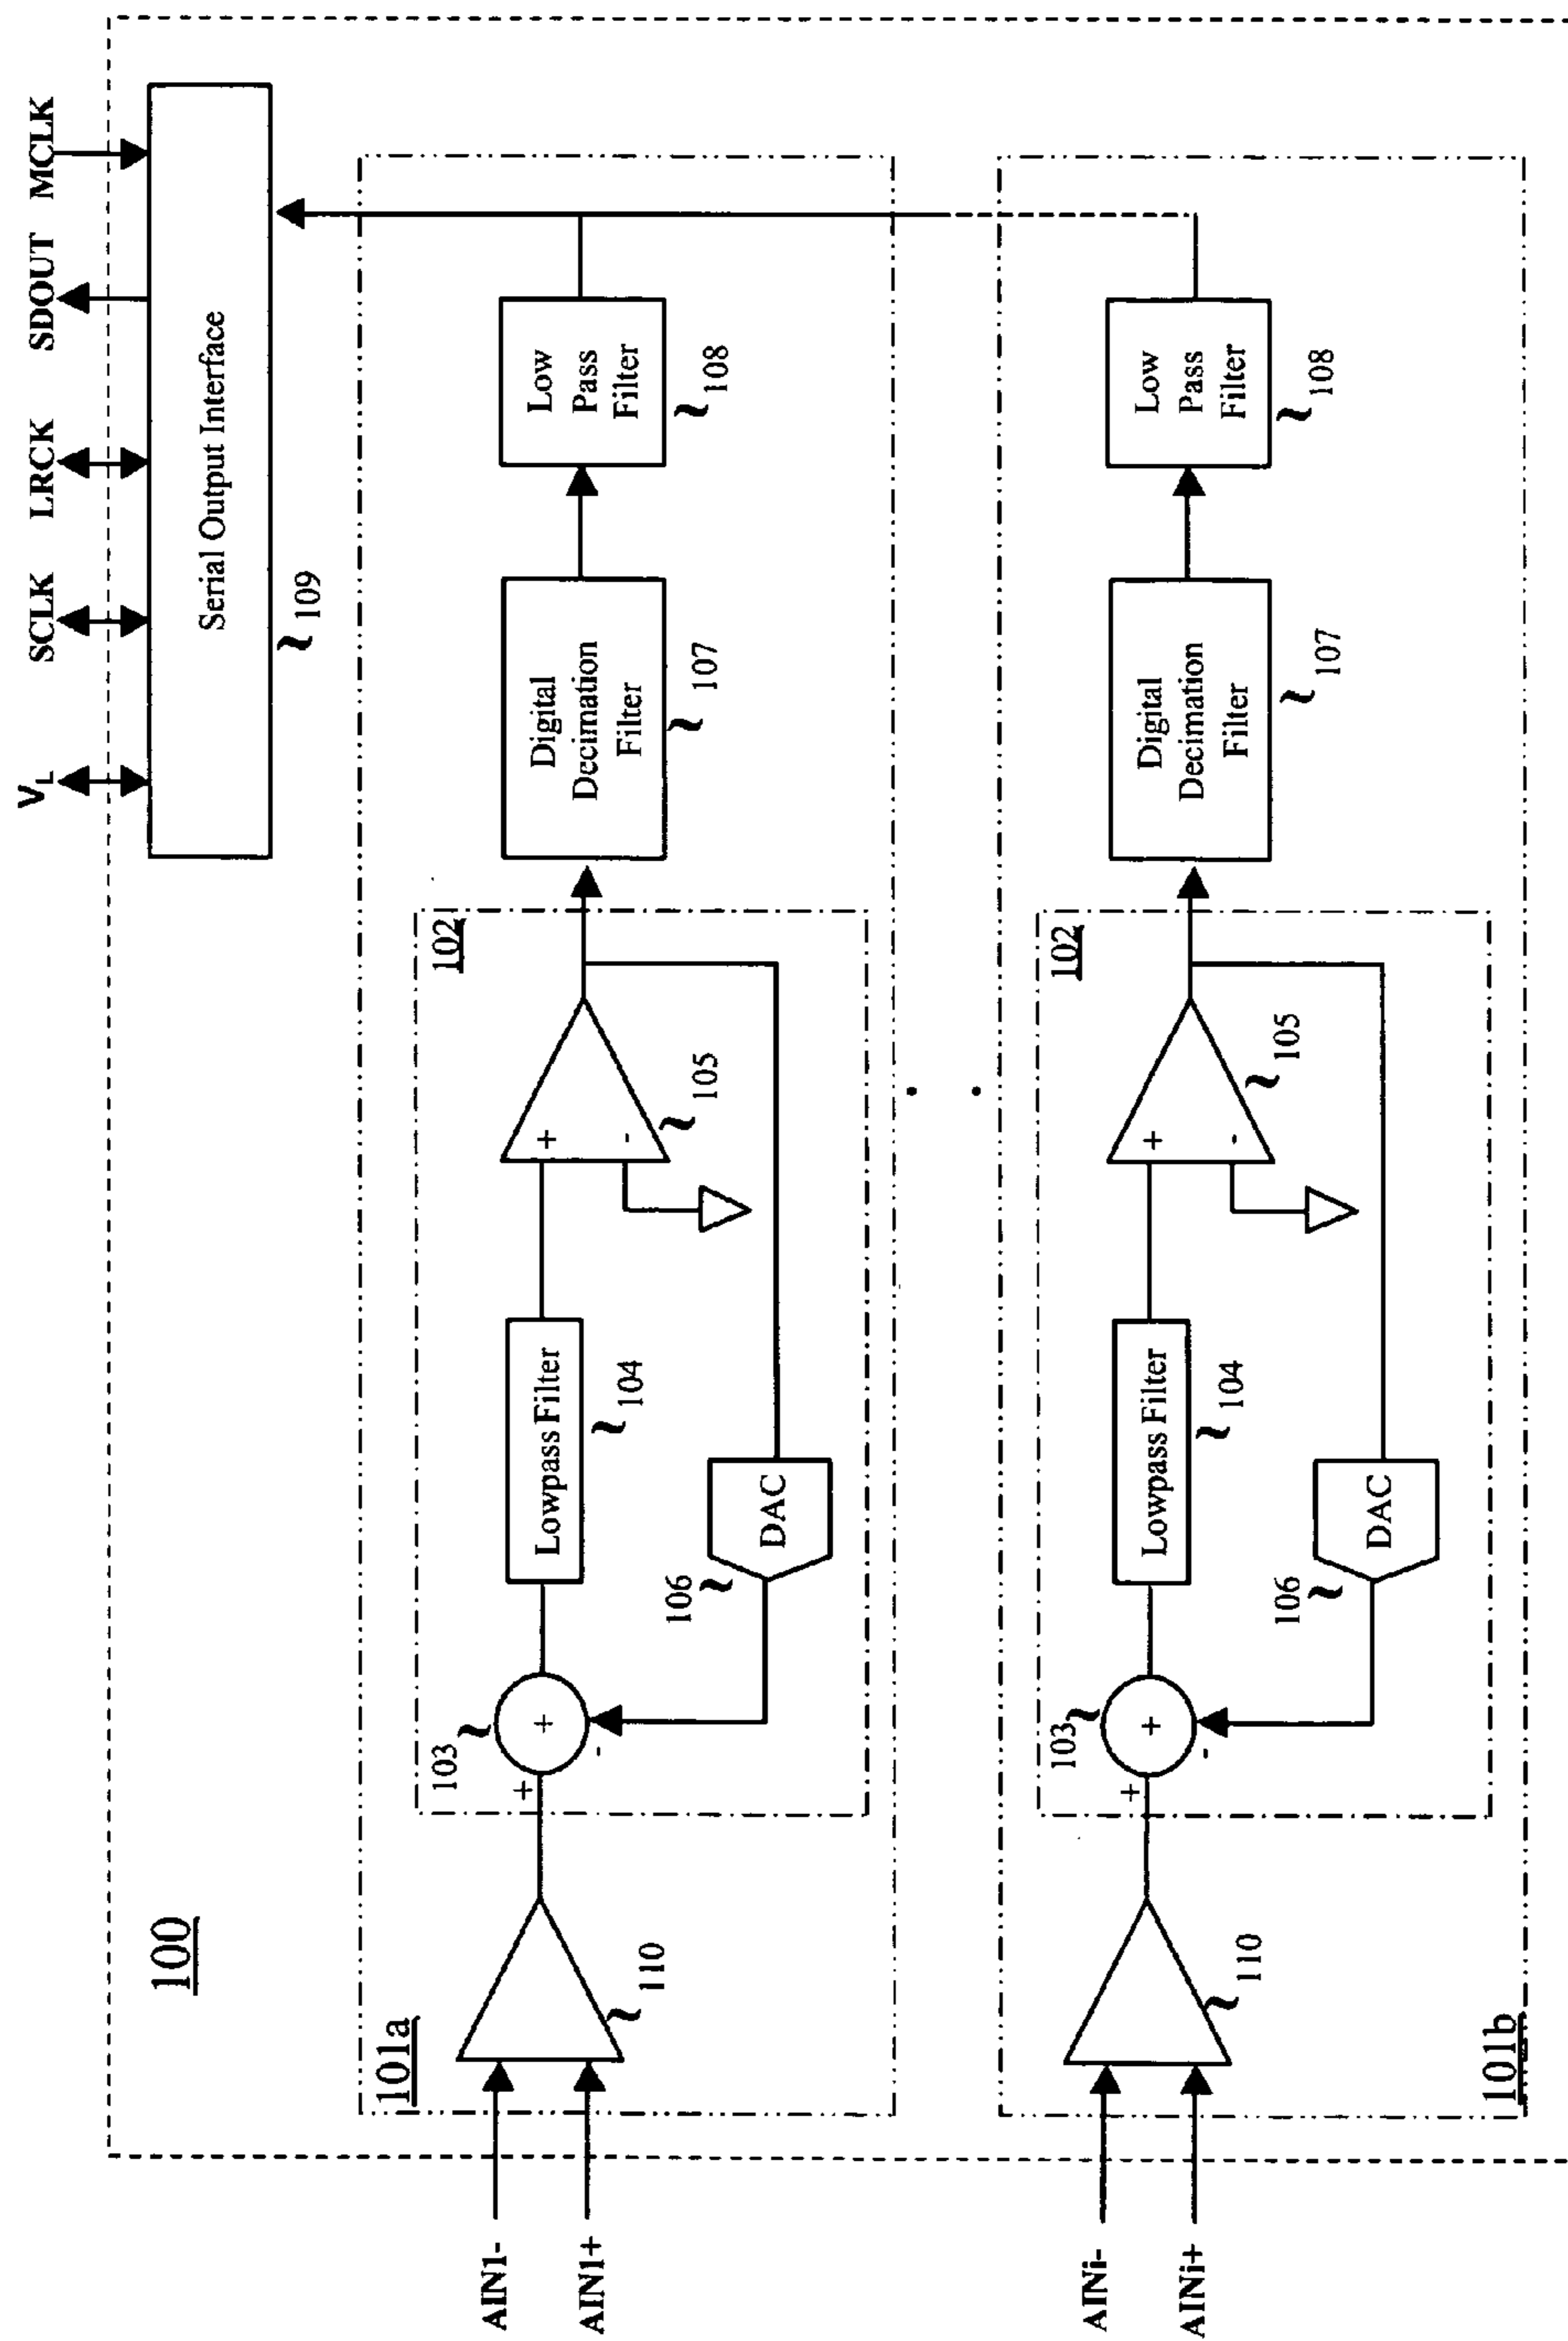 100
V_L
SCLK
LRCK
SDOUT
MCLK
Serial Output Interface
109
101a
AIN1-
AIN1+
110
102
103
+
-
+
Lowpass Filter
104
+
-
105
DAC
106
Digital
Decimation
Filter
107
Low
Pass
Filter
108
101b
AINi-
AINi+
110
102
103
+
-
+
Lowpass Filter
104
+
-
105
DAC
106
Digital
Decimation
Filter
107
Low
Pass
Filter
108